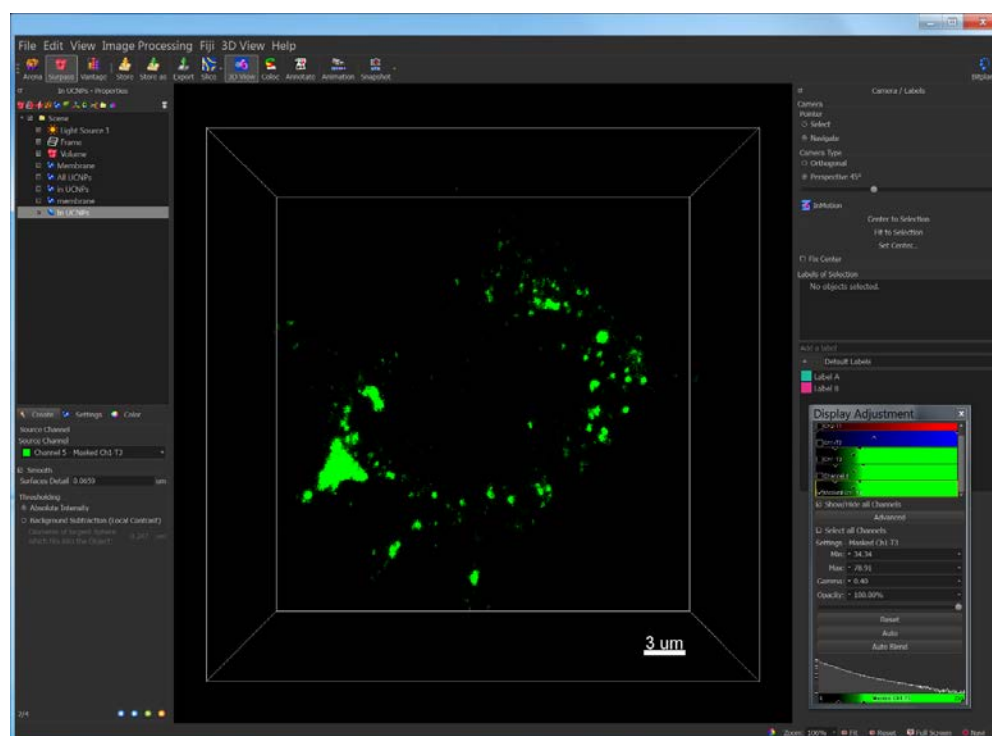 File Edit View Image Processing Fiji 3D View Help
Arena Surpass Vantage Store Store as Export Slice 3D View Coloc Annotate Animation Snapshot
In UCNPs - Properties
Scene
Light Source 1
Frame
Volume
Membrane
All UCNPs
in UCNPs
membrane
In UCNPs
Create Settings Color
Source Channel
Source Channel
Channel 5 - Masked Ch1-T3
Smooth
Surfaces Detail 0.0659 um
Thresholding
Absolute Intensity
Background Subtraction (Local Contrast)
Diameter of largest Sphere
which fits into the Object:
2/4
3 um
Bitplane
Camera / Labels
Camera
Pointer
Select
Navigate
Camera Type
Orthogonal
Perspective 45°
InMotion
Center to Selection
Fit to Selection
Set Center...
Fix Center
Labels of Selection
No objects selected.
Add a label
Default Labels
Label A
Label B
Display Adjustment
Show/Hide all Channels
Advanced
Select all Channels
Settings - Masked Ch1-T3
Min: 34.34
Max: 78.91
Gamma: 0.40
Opacity: 100.00%
Reset
Auto
Auto Blend
Masked Ch1-T3
Zoom: 106% Fit Reset Full Screen Navi